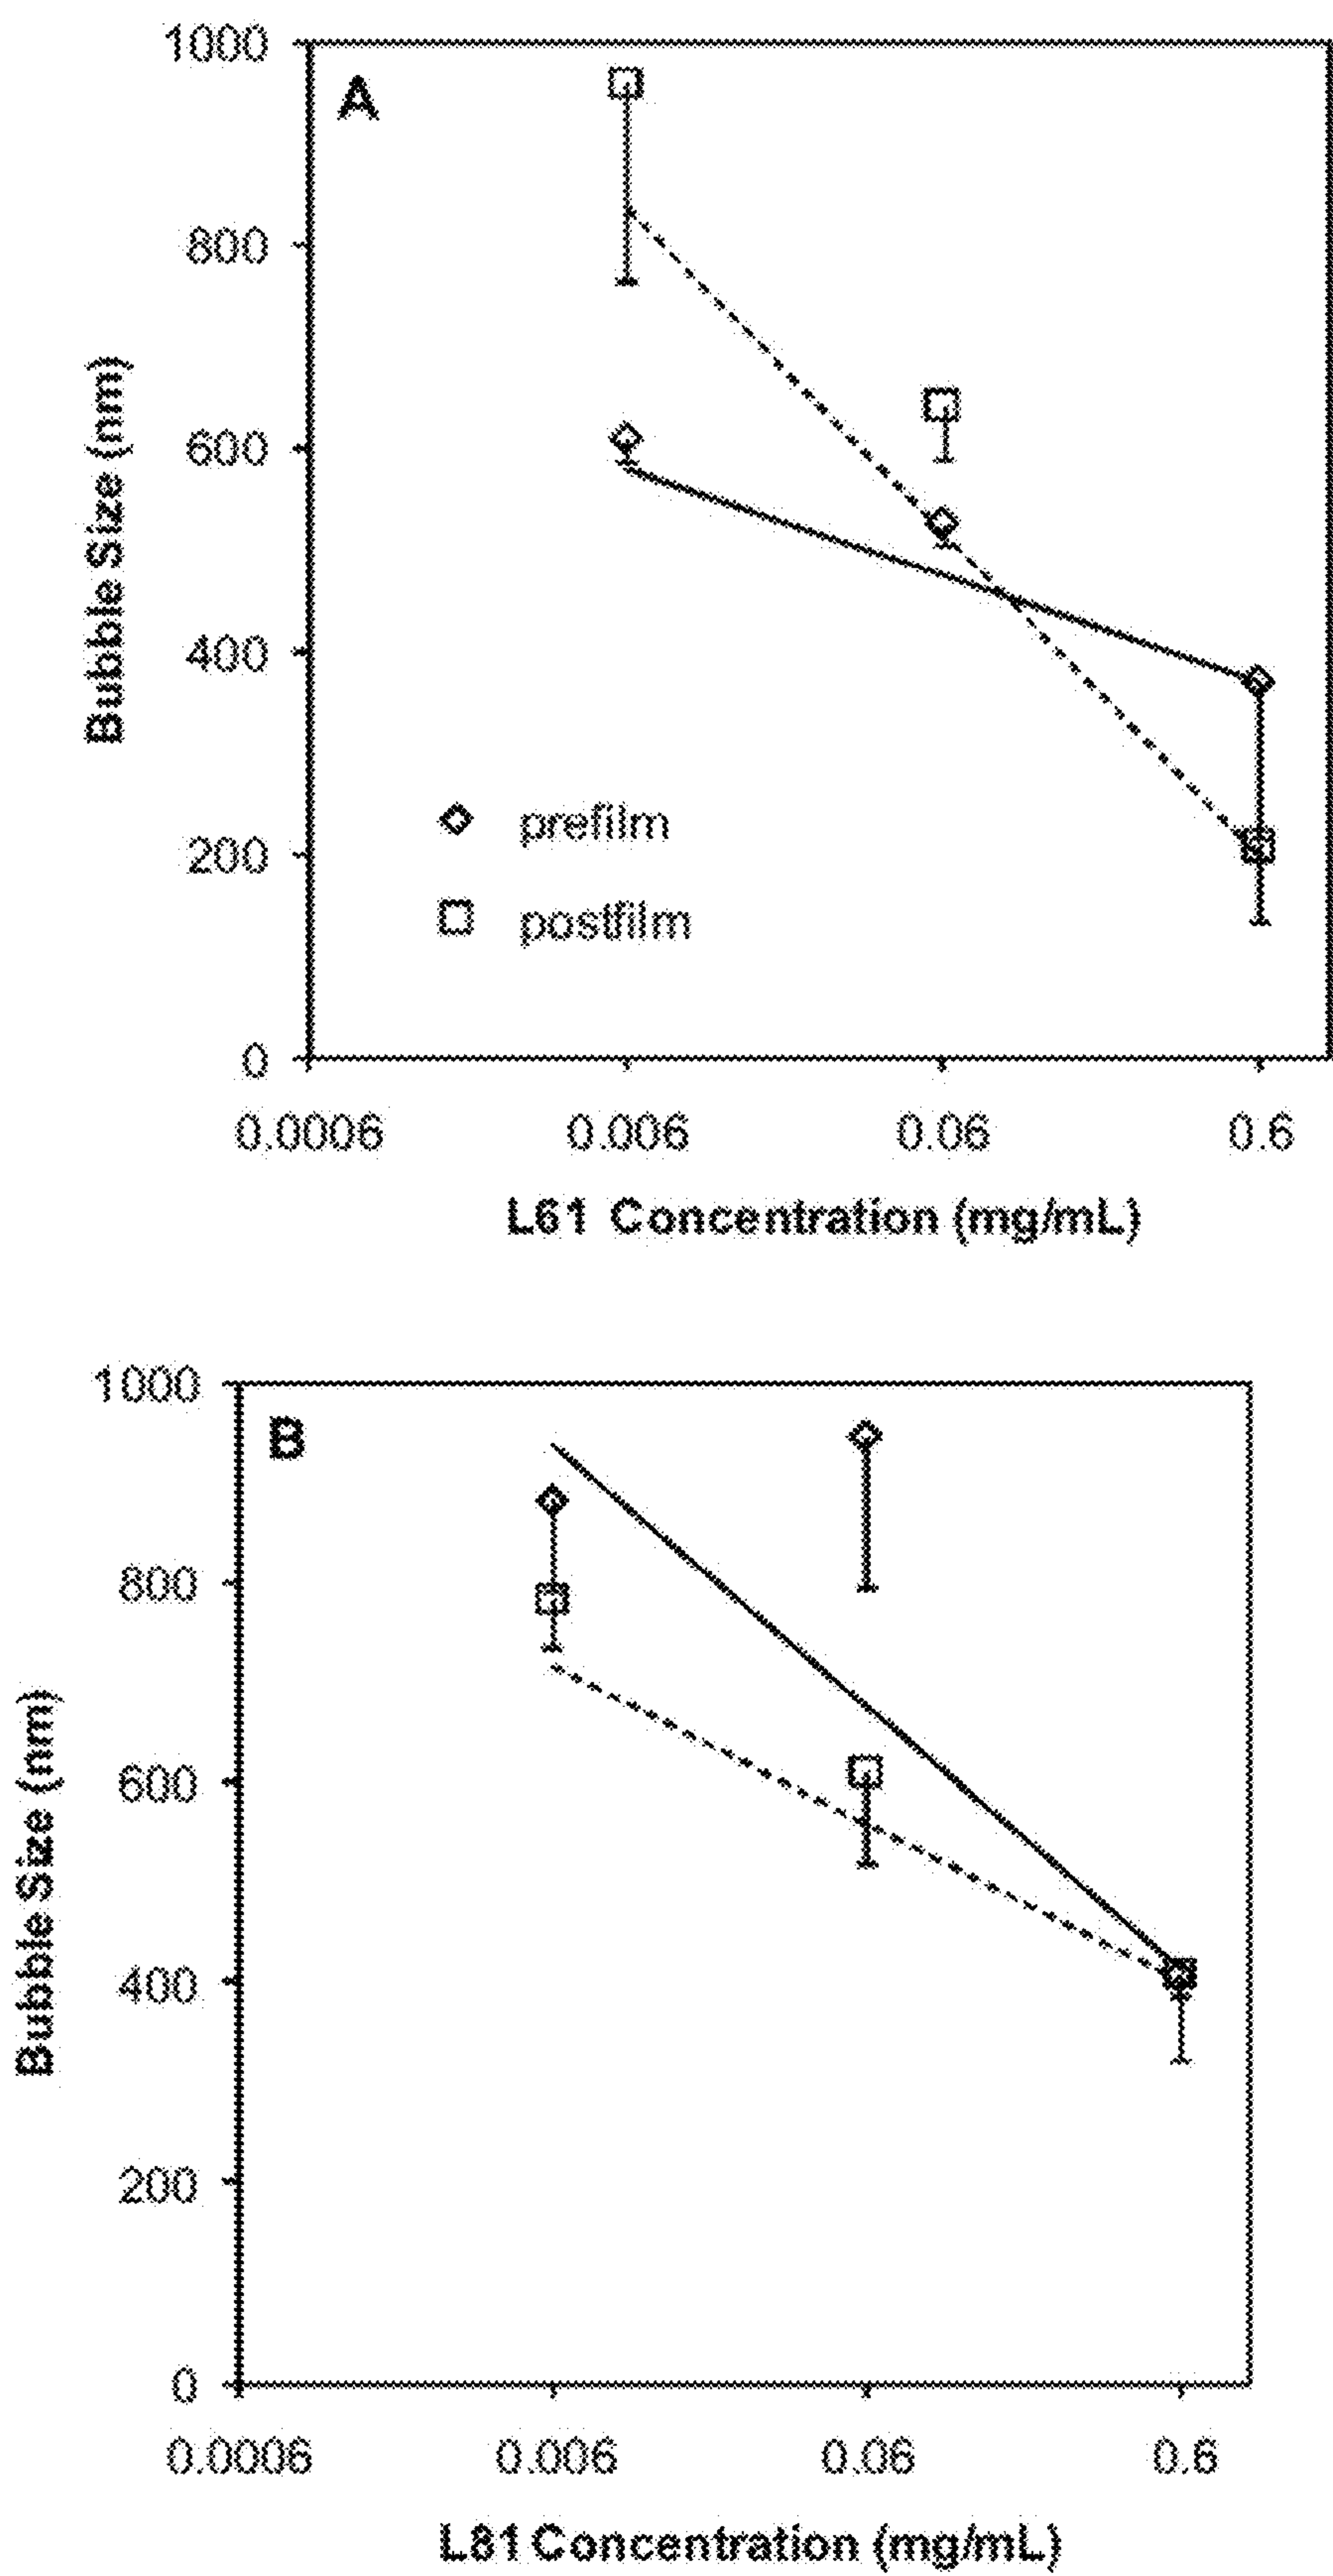 1000
A
800
600
400
200
0
Bubble Size (nm)
prefilm
postfilm
0.0006 0.006 0.06 0.6
L61 Concentration (mg/mL)
1000
B
800
600
400
200
0
Bubble Size (nm)
0.0006 0.006 0.06 0.6
L81 Concentration (mg/mL)